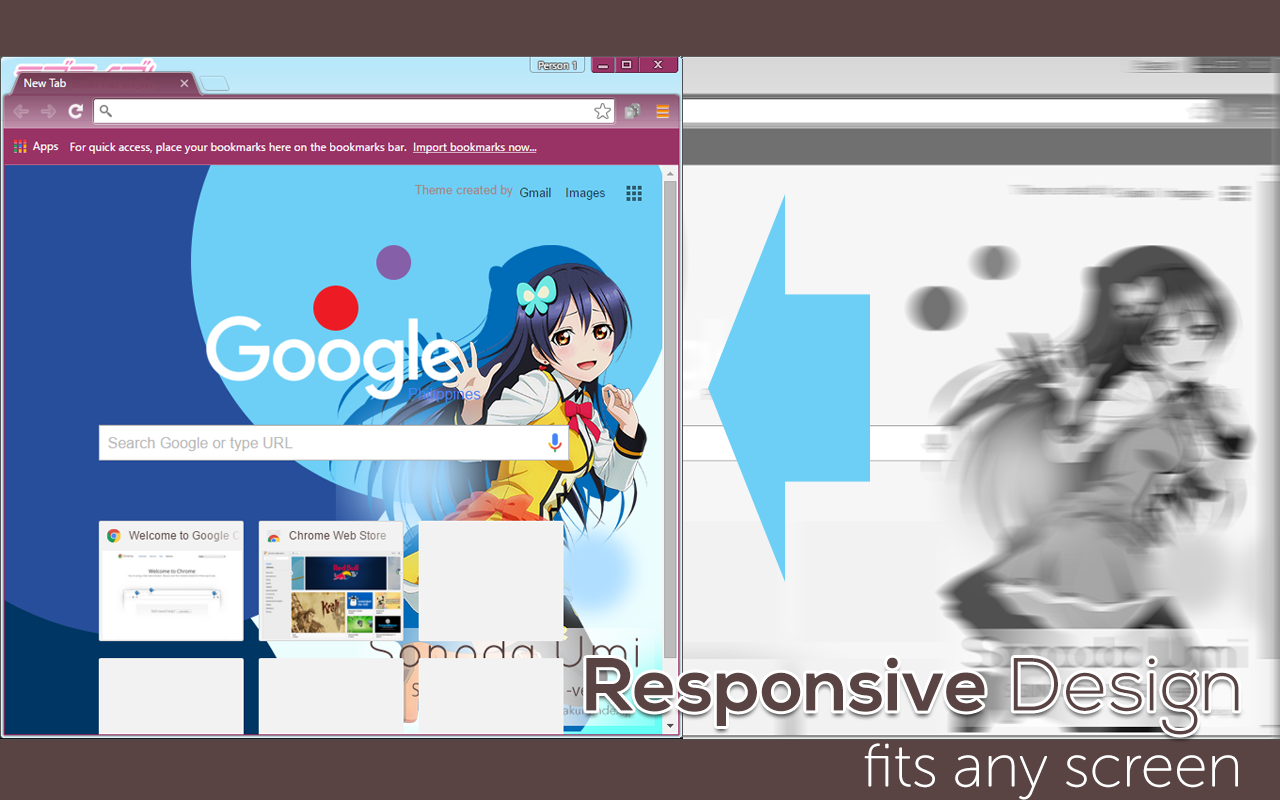 Person 1
New Tab
Apps For quick access, place your bookmarks here on the bookmarks bar. Import bookmarks now...
Theme created by Gmail Images
Google
Philippines
Search Google or type URL
Welcome to Google C
Chrome Web Store
Welcome to Chrome
Red Bull
Sonoda Umi
Responsive Design
fits any screen